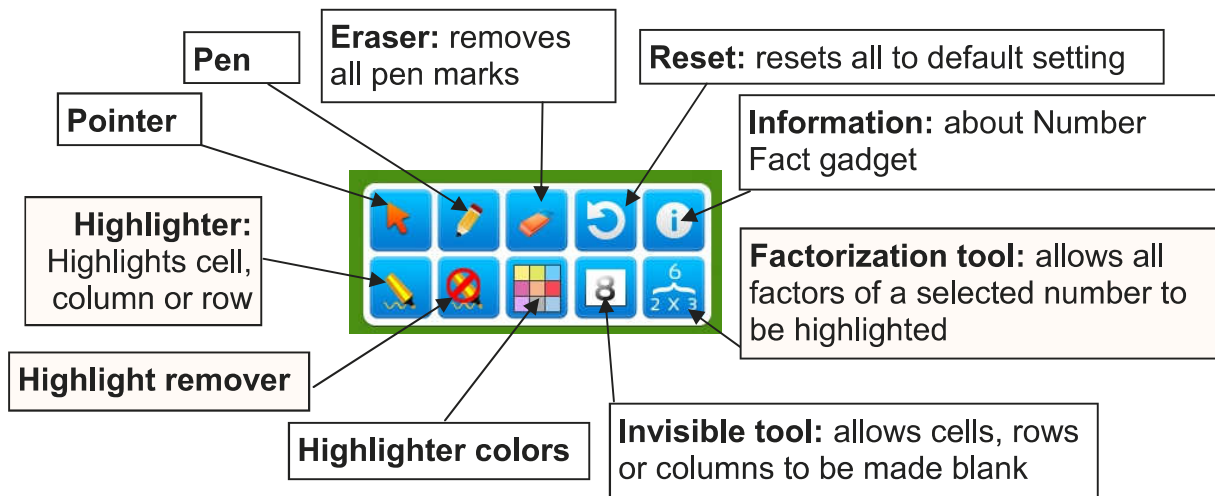 Pen
Eraser: removes
all pen marks
Reset: resets all to default setting
Pointer
Information: about Number
Fact gadget
Highlighter:
Highlights cell,
column or row
i
8
6
2 X 3
Factorization tool: allows all
factors of a selected number to
be highlighted
Highlight remover
Highlighter colors
Invisible tool: allows cells, rows
or columns to be made blank